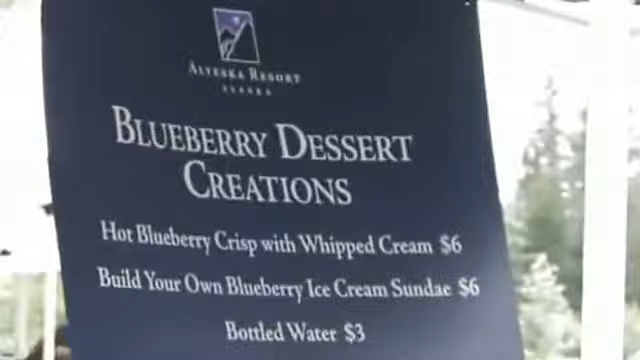 ALYESKA RESORT
ALASKA
BLUEBERRY DESSERT
CREATIONS
Hot Blueberry Crisp with Whipped Cream $6
Build Your Own Blueberry Ice Cream Sundae $6
Bottled Water $3